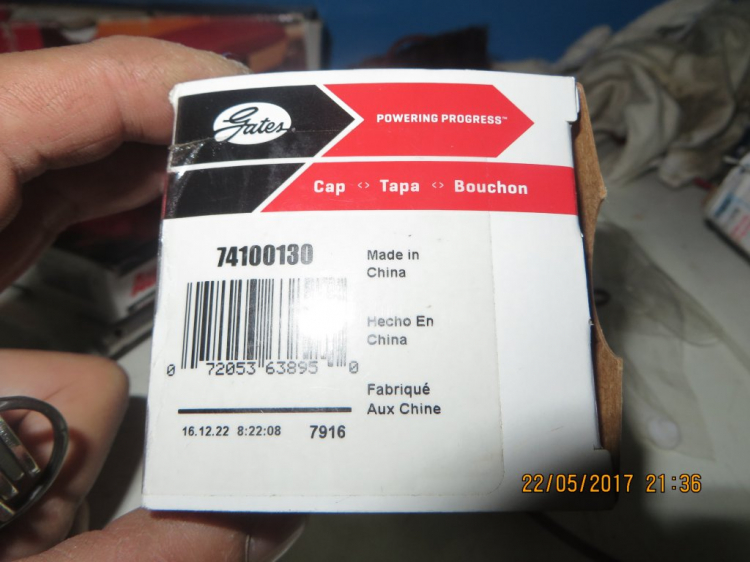 Gates
POWERING PROGRESS™
Cap <> Tapa <> Bouchon
74100130
Made in
China
Hecho En
China
0 72053 63895 0
Fabriqué
Aux Chine
16.12.22 8:22:08 7916
22/05/2017 21:36